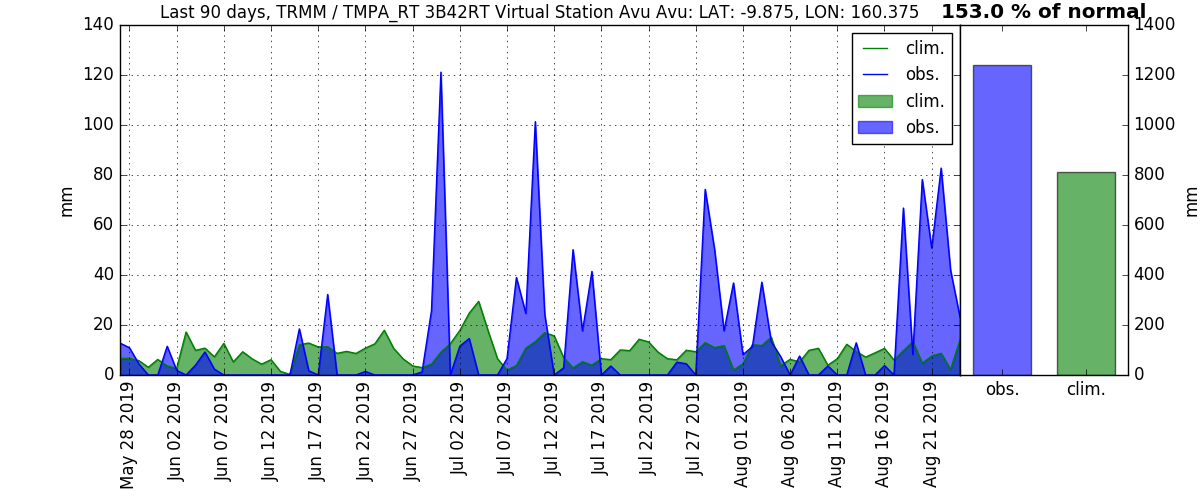 Last 90 days, TRMM / TMPA_RT 3B42RT Virtual Station Avu Avu: LAT: -9.875, LON: 160.375
153.0 % of normal
140
120
100
80
60
40
20
0
mm
clim.
obs.
clim.
obs.
1400
1200
1000
800
600
400
200
0
mm
May 28 2019
Jun 02 2019
Jun 07 2019
Jun 12 2019
Jun 17 2019
Jun 22 2019
Jun 27 2019
Jul 02 2019
Jul 07 2019
Jul 12 2019
Jul 17 2019
Jul 22 2019
Jul 27 2019
Aug 01 2019
Aug 06 2019
Aug 11 2019
Aug 16 2019
Aug 21 2019
obs.
clim.